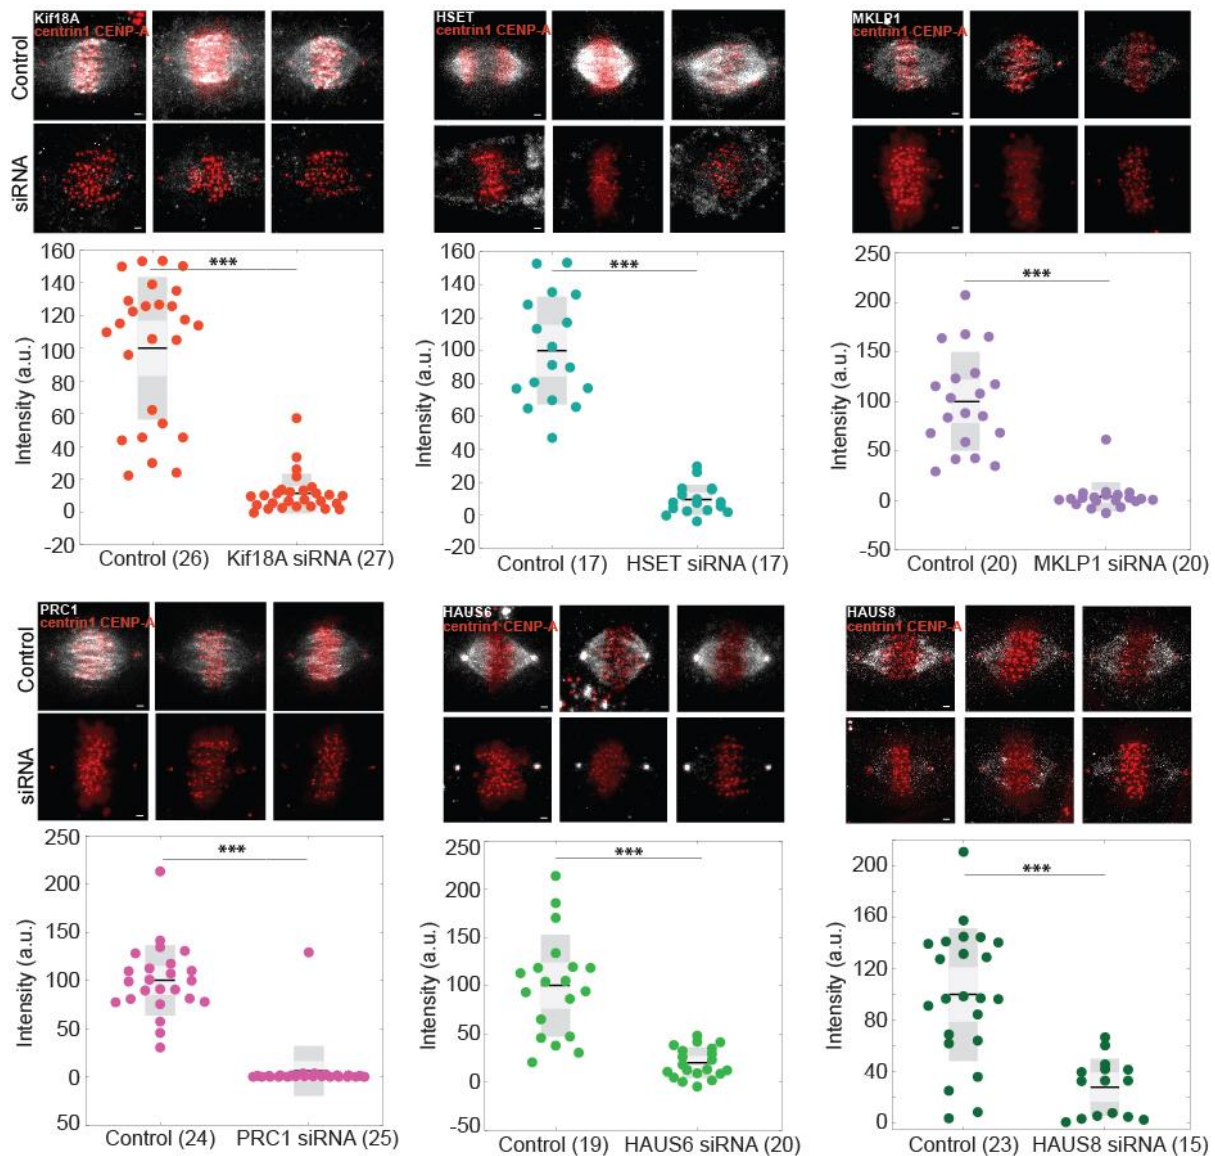 Kif18A
centrin1 CENP-A
Control
siRNA
Intensity (a.u.)
160
140
120
100
80
60
40
20
0
-20
***
Control (26)
Kif18A siRNA (27)
HSET
centrin1 CENP-A
Intensity (a.u.)
160
140
120
100
80
60
40
20
0
-20
***
Control (17)
HSET siRNA (17)
MKLP1
centrin1 CENP-A
Intensity (a.u.)
250
200
150
100
50
0
-50
***
Control (20)
MKLP1 siRNA (20)
PRC1
centrin1 CENP-A
Control
siRNA
Intensity (a.u.)
250
200
150
100
50
0
50
***
Control (24)
PRC1 siRNA (25)
HAUS6
centrin1 CENP-A
Intensity (a.u.)
250
200
150
100
50
0
-50
***
Control (19)
HAUS6 siRNA (20)
HAUS8
centrin1 CENP-A
Intensity (a.u.)
200
160
120
80
40
0
***
Control (23)
HAUS8 siRNA (15)